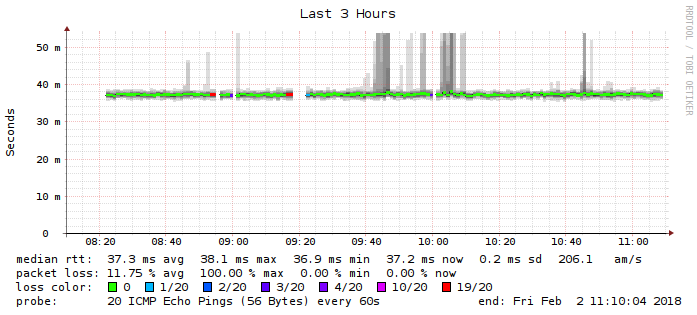 Last 3 Hours
RRDTOOL / TOBI OETIKER
Seconds
50 m
40 m
30 m
20 m
10 m
0
08:20 08:40 09:00 09:20 09:40 10:00 10:20 10:40 11:00
median rtt: 37.3 ms avg 38.1 ms max 36.9 ms min 37.2 ms now 0.2 ms sd 206.1 am/s
packet loss: 11.75 % avg 100.00 % max 0.00 % min 0.00 % now
loss color: 0 1/20 2/20 3/20 4/20 10/20 19/20
probe: 20 ICMP Echo Pings (56 Bytes) every 60s end: Fri Feb 2 11:10:04 2018